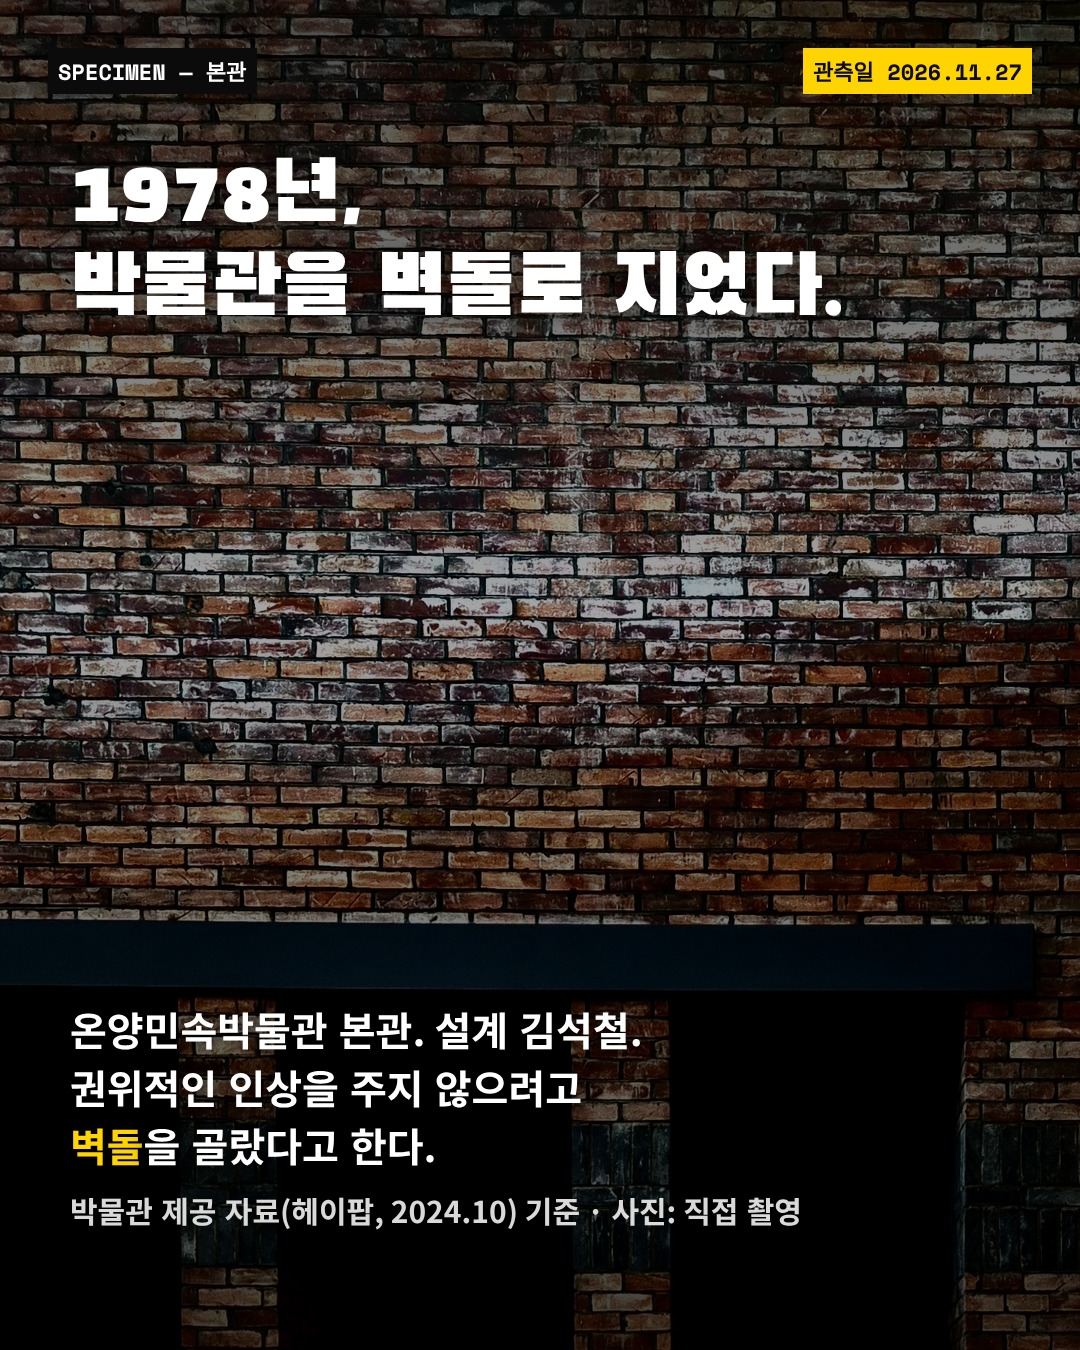 SPECIMEN — 본관
관측일 2026.11.27
1978년,
박물관을 벽돌로 지었다.
온양민속박물관 본관. 설계 김석철.
권위적인 인상을 주지 않으려고
벽돌을 골랐다고 한다.
박물관 제공 자료(헤이팝, 2024.10) 기준 · 사진: 직접 촬영